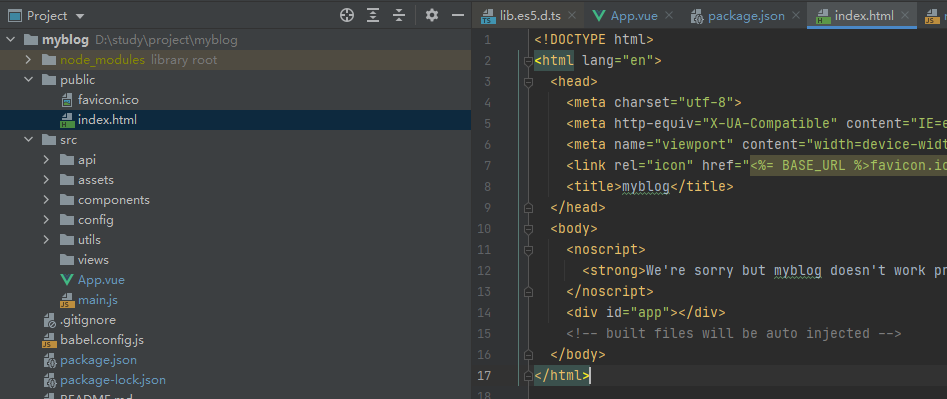 Project
myblog D:\study\project\myblog
node_modules library root
public
favicon.ico
index.html
src
api
assets
components
config
utils
views
App.vue
main.js
.gitignore
babel.config.js
package.json
package-lock.json
README.md
lib.es5.d.ts App.vue package.json index.html
1 <!DOCTYPE html>
2 <html lang="en">
3 <head>
4 <meta charset="utf-8">
5 <meta http-equiv="X-UA-Compatible" content="IE=e
6 <meta name="viewport" content="width=device-widt
7 <link rel="icon" href="<%= BASE_URL %>favicon.ic
8 <title>myblog</title>
9 </head>
10 <body>
11 <noscript>
12 <strong>We're sorry but myblog doesn't work pr
13 </noscript>
14 <div id="app"></div>
15 <!-- built files will be auto injected -->
16 </body>
17 </html>
18